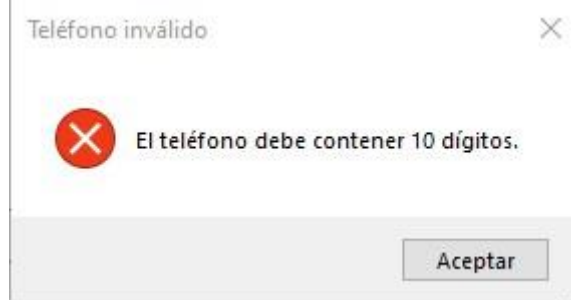 Teléfono inválido
El teléfono debe contener 10 dígitos.
Aceptar